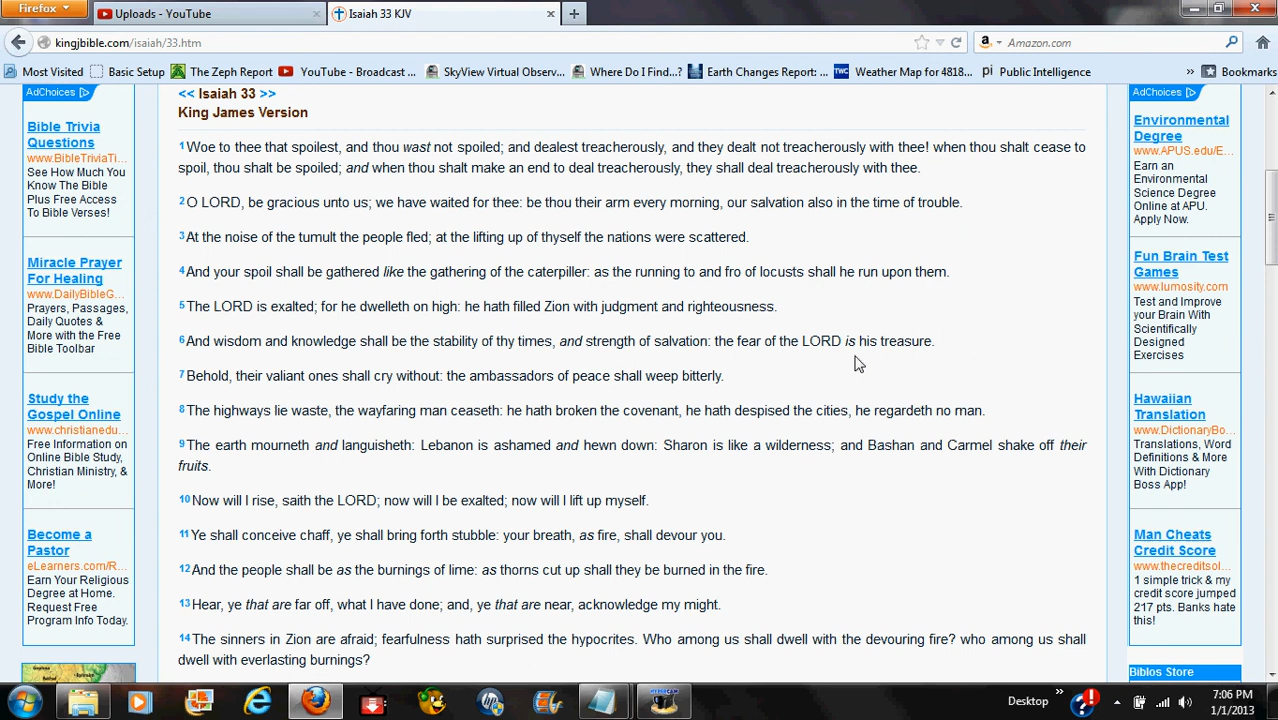 Firefox
Uploads - YouTube
Isaiah 33 KJV
kingjbible.com/isaiah/33.htm
Amazon.com
Most Visited
Basic Setup
The Zeph Report
YouTube - Broadcast ...
SkyView Virtual Observ...
Where Do I Find...?
Earth Changes Report: ...
TWC
Weather Map for 4818...
pi Public Intelligence
»
Bookmarks
AdChoices
Bible Trivia
Questions
www.BibleTriviaTi...
See How Much You
Know The Bible
Plus Free Access
To Bible Verses!
Miracle Prayer
For Healing
www.DailyBibleG...
Prayers, Passages,
Daily Quotes &
More with the Free
Bible Toolbar
Study the
Gospel Online
www.christianedu...
Free Information on
Online Bible Study,
Christian Ministry, &
More!
Become a
Pastor
eLearners.com/R...
Earn Your Religious
Degree at Home.
Request Free
Program Info Today.
<< Isaiah 33 >>
King James Version
1 Woe to thee that spoilest, and thou wast not spoiled; and dealest treacherously, and they dealt not treacherously with thee! when thou shalt cease to
spoil, thou shalt be spoiled; and when thou shalt make an end to deal treacherously, they shall deal treacherously with thee.
2 O LORD, be gracious unto us; we have waited for thee: be thou their arm every morning, our salvation also in the time of trouble.
3 At the noise of the tumult the people fled; at the lifting up of thyself the nations were scattered.
4 And your spoil shall be gathered like the gathering of the caterpiller: as the running to and fro of locusts shall he run upon them.
5 The LORD is exalted; for he dwelleth on high: he hath filled Zion with judgment and righteousness.
6 And wisdom and knowledge shall be the stability of thy times, and strength of salvation: the fear of the LORD is his treasure.
7 Behold, their valiant ones shall cry without: the ambassadors of peace shall weep bitterly.
8 The highways lie waste, the wayfaring man ceaseth: he hath broken the covenant, he hath despised the cities, he regardeth no man.
9 The earth mourneth and languisheth: Lebanon is ashamed and hewn down: Sharon is like a wilderness; and Bashan and Carmel shake off their
fruits.
10 Now will I rise, saith the LORD; now will I be exalted; now will I lift up myself.
11 Ye shall conceive chaff, ye shall bring forth stubble: your breath, as fire, shall devour you.
12 And the people shall be as the burnings of lime: as thorns cut up shall they be burned in the fire.
13 Hear, ye that are far off, what I have done; and, ye that are near, acknowledge my might.
14 The sinners in Zion are afraid; fearfulness hath surprised the hypocrites. Who among us shall dwell with the devouring fire? who among us shall
dwell with everlasting burnings?
AdChoices
Environmental
Degree
www.APUS.edu/E...
Earn an
Environmental
Science Degree
Online at APU.
Apply Now.
Fun Brain Test
Games
www.lumosity.com
Test and Improve
your Brain With
Scientifically
Designed
Exercises
Hawaiian
Translation
www.DictionaryBo...
Translations, Word
Definitions & More
With Dictionary
Boss App!
Man Cheats
Credit Score
www.thecreditsol...
1 simple trick & my
credit score jumped
217 pts. Banks hate
this!
Biblos Store
Desktop
»
7:06 PM
1/1/2013